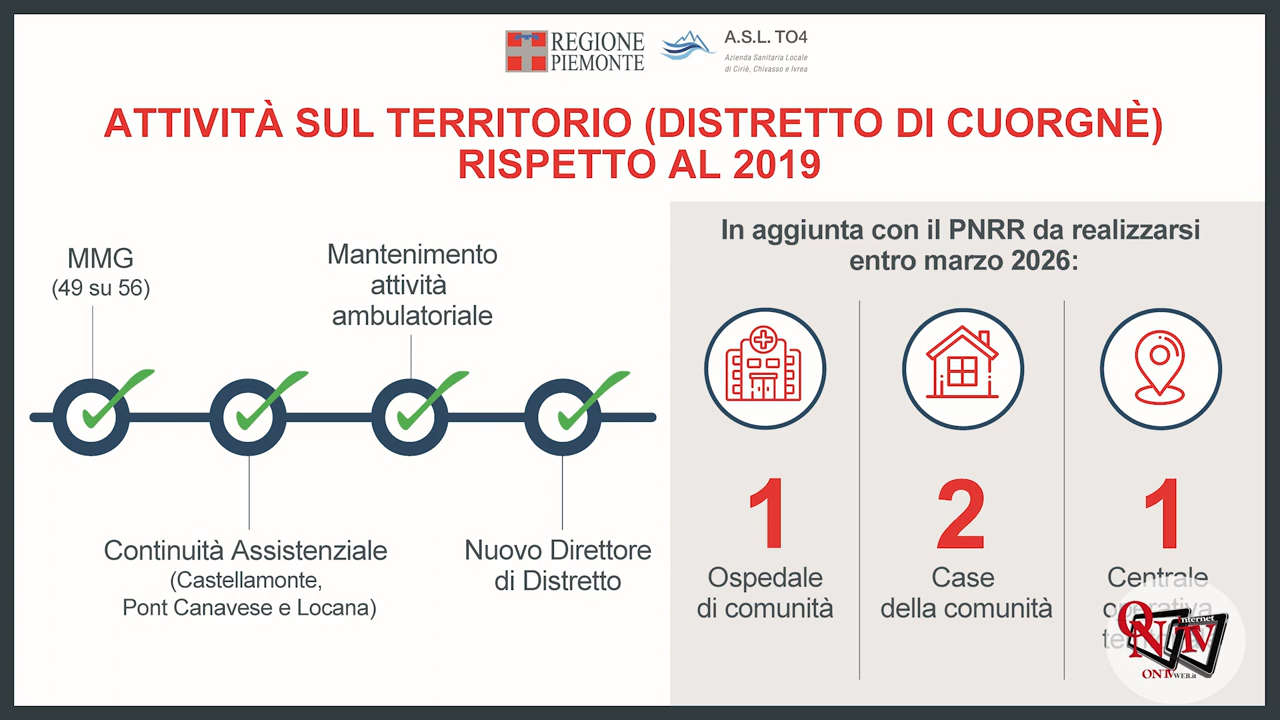 REGIONE
PIEMONTE
A.S.L. TO4
Azienda Sanitaria Locale
di Ciriè, Chivasso e Ivrea
ATTIVITÀ SUL TERRITORIO (DISTRETTO DI CUORGNÈ)
RISPETTO AL 2019
MMG
(49 su 56)
Mantenimento
attività
ambulatoriale
Continuità Assistenziale
(Castellamonte,
Pont Canavese e Locana)
Nuovo Direttore
di Distretto
In aggiunta con il PNRR da realizzarsi
entro marzo 2026:
1
Ospedale
di comunità
2
Case
della comunità
1
Centrale
operativa
QN
Internet
TV
WEB.it